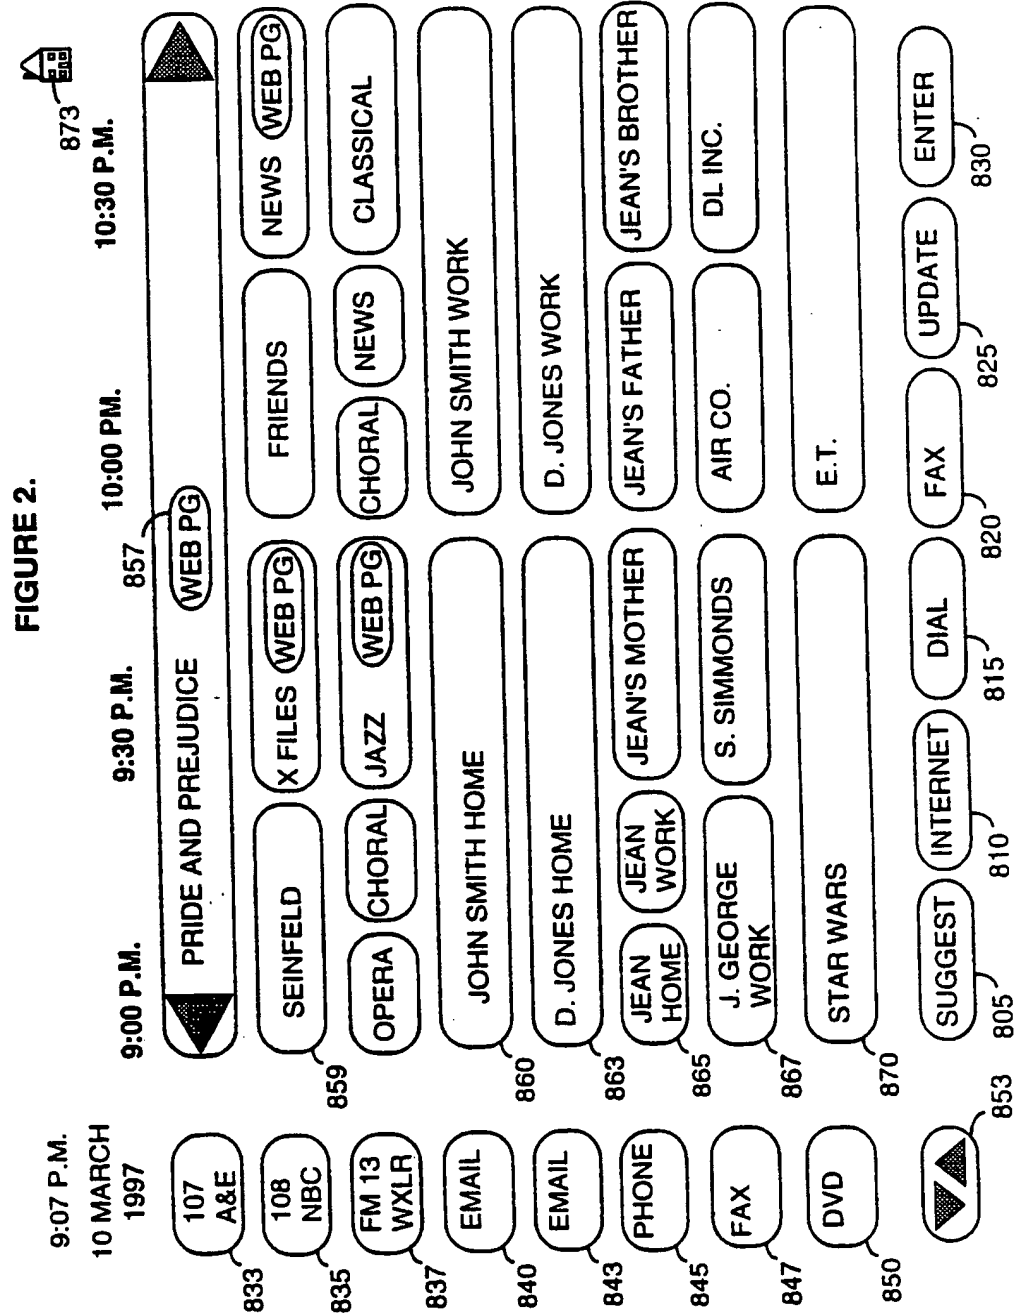 FIGURE 2.
873
9:07 P.M.
10 MARCH
1997
9:00 P.M.
9:30 P.M.
10:00 PM.
10:30 P.M.
857
107
A&E
PRIDE AND PREJUDICE
WEB PG
833
108
NBC
SEINFELD
X FILES
WEB PG
FRIENDS
NEWS
WEB PG
835
859
FM 13
WXLR
OPERA
CHORAL
JAZZ
WEB PG
CHORAL
NEWS
CLASSICAL
837
EMAIL
JOHN SMITH HOME
JOHN SMITH WORK
840
860
EMAIL
D. JONES HOME
D. JONES WORK
843
863
PHONE
JEAN
HOME
JEAN
WORK
JEAN'S MOTHER
JEAN'S FATHER
JEAN'S BROTHER
845
865
FAX
J. GEORGE
WORK
S. SIMMONDS
AIR CO.
DL INC.
847
867
DVD
STAR WARS
E.T.
850
870
SUGGEST
INTERNET
DIAL
FAX
UPDATE
ENTER
853
805
810
815
820
825
830